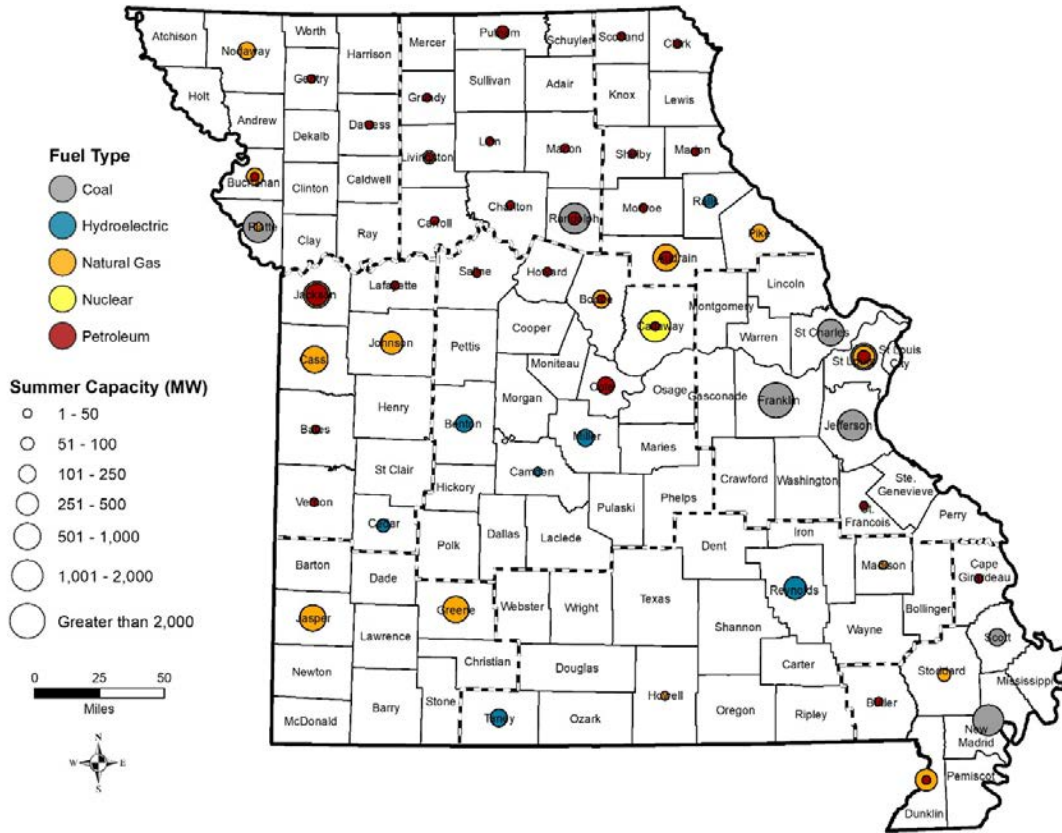 Fuel Type
Coal
Hydroelectric
Natural Gas
Nuclear
Petroleum
Summer Capacity (MW)
1 - 50
51 - 100
101 - 250
251 - 500
501 - 1,000
1,001 - 2,000
Greater than 2,000
0 25 50
Miles
N
W E
S
Atchison
Nodaway
Worth
Harrison
Mercer
Putnam
Schuyler
Scotland
Clark
Holt
Gentry
Grundy
Sullivan
Adair
Knox
Lewis
Andrew
Dekalb
Daviess
Livingston
Linn
Macon
Shelby
Marion
Buchanan
Clinton
Caldwell
Chariton
Randolph
Monroe
Ralls
Platte
Clay
Ray
Carroll
Audrain
Pike
Jackson
Lafayette
Saline
Howard
Boone
Callaway
Montgomery
Lincoln
Warren
St Charles
St Louis
St Louis
City
Cass
Johnson
Pettis
Cooper
Moniteau
Cole
Osage
Gasconade
Franklin
Jefferson
Bates
Henry
Benton
Morgan
Miller
Maries
Camden
St Clair
Hickory
Vernon
Cedar
Polk
Dallas
Laclede
Pulaski
Phelps
Crawford
Washington
Ste.
Genevieve
St.
Francois
Perry
Iron
Dent
Barton
Dade
Madison
Cape
Girardeau
Bollinger
Reynolds
Jasper
Greene
Webster
Wright
Texas
Shannon
Wayne
Scott
Lawrence
Stoddard
Mississippi
Newton
Christian
Douglas
Howell
Carter
Butler
McDonald
Barry
Stone
Taney
Ozark
Oregon
Ripley
New
Madrid
Pemiscot
Dunklin